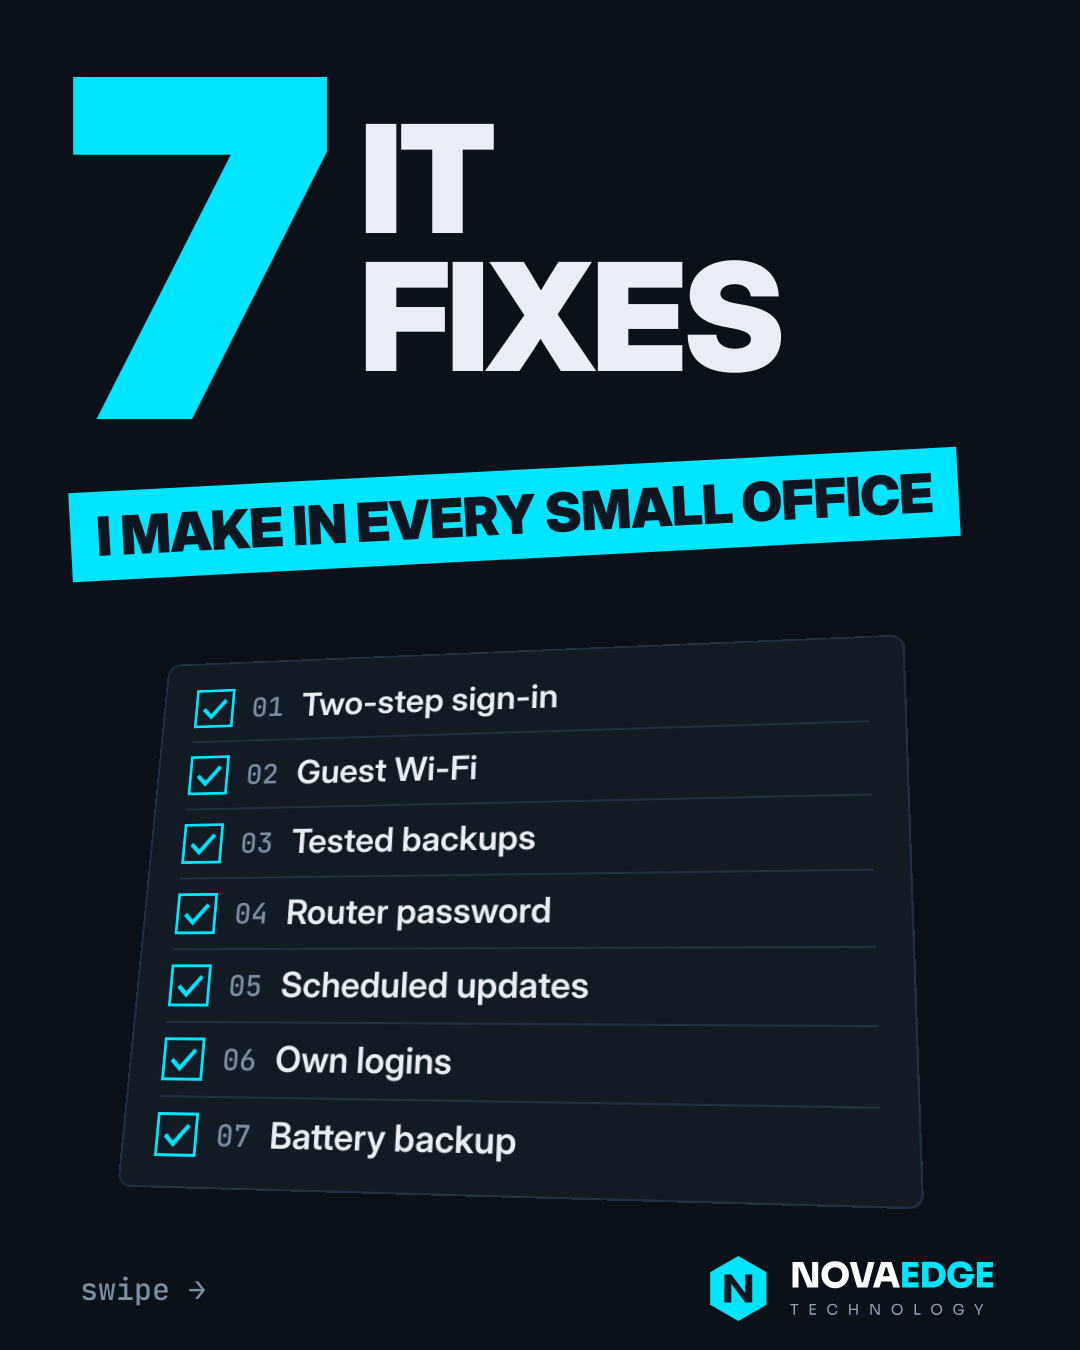 7
IT
FIXES
I MAKE IN EVERY SMALL OFFICE
01 Two-step sign-in
02 Guest Wi-Fi
03 Tested backups
04 Router password
05 Scheduled updates
06 Own logins
07 Battery backup
swipe →
N NOVAEDGE
TECHNOLOGY